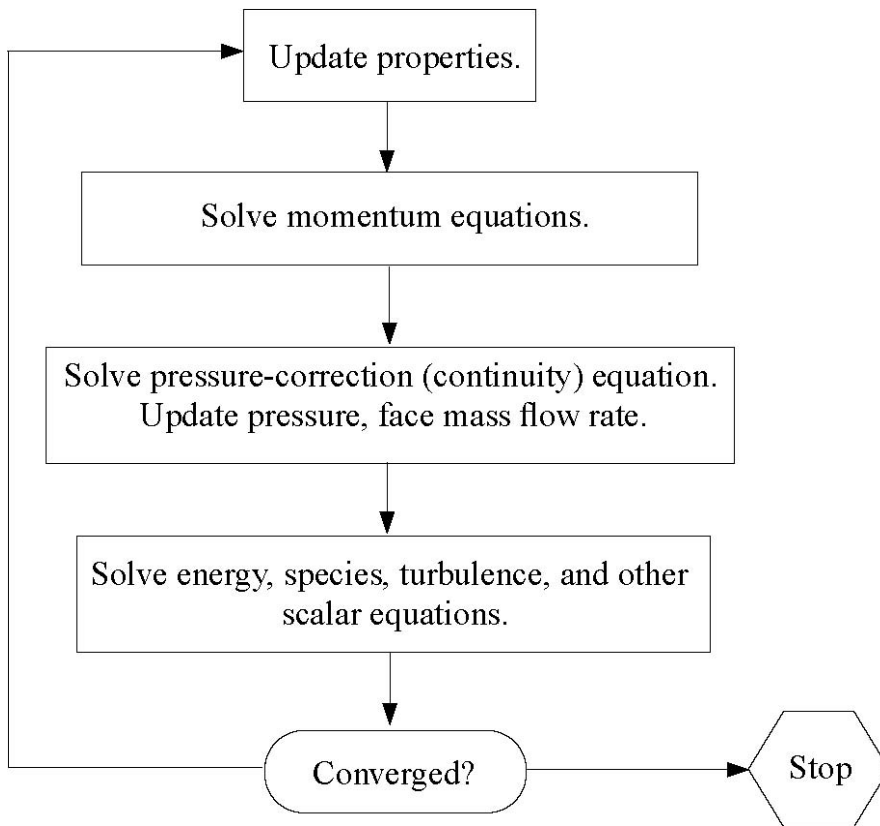 Update properties.
Solve momentum equations.
Solve pressure-correction (continuity) equation.
Update pressure, face mass flow rate.
Solve energy, species, turbulence, and other
scalar equations.
Converged?
Stop